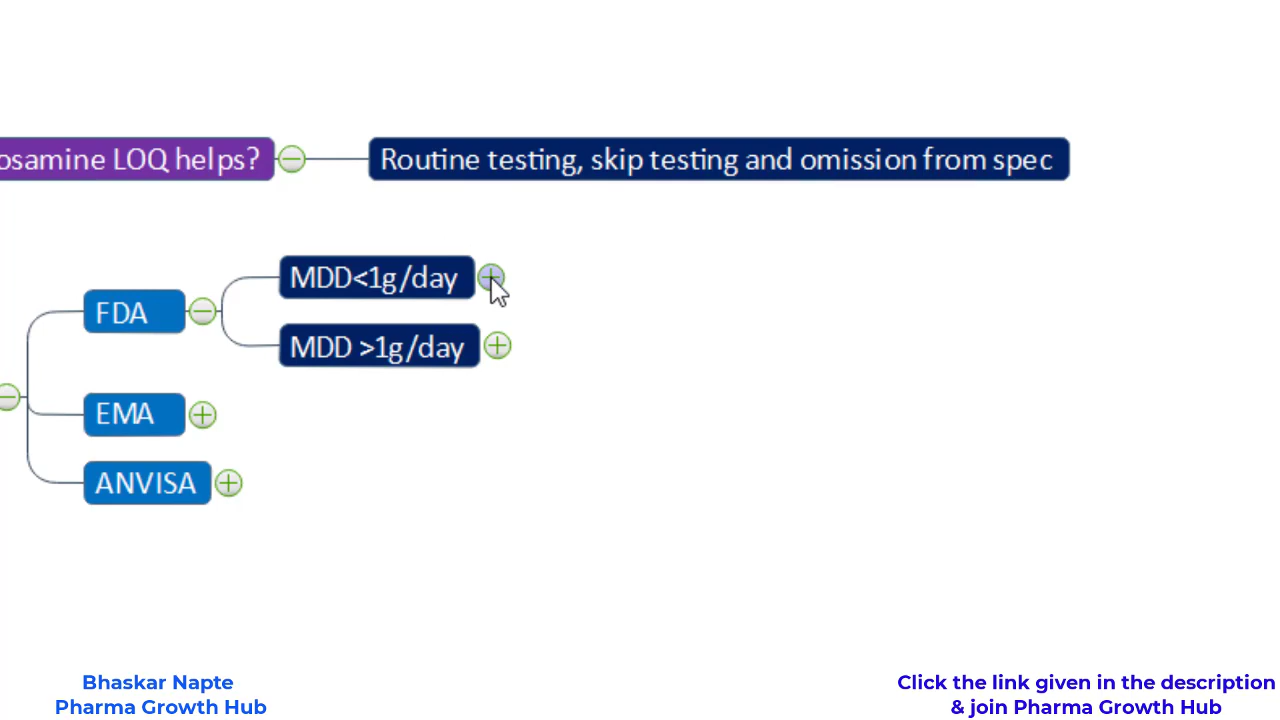 osamine LOQ helps?
Routine testing, skip testing and omission from spec
FDA
MDD<1g/day
MDD >1g/day
EMA
ANVISA
Bhaskar Napte
Pharma Growth Hub
Click the link given in the description
& join Pharma Growth Hub